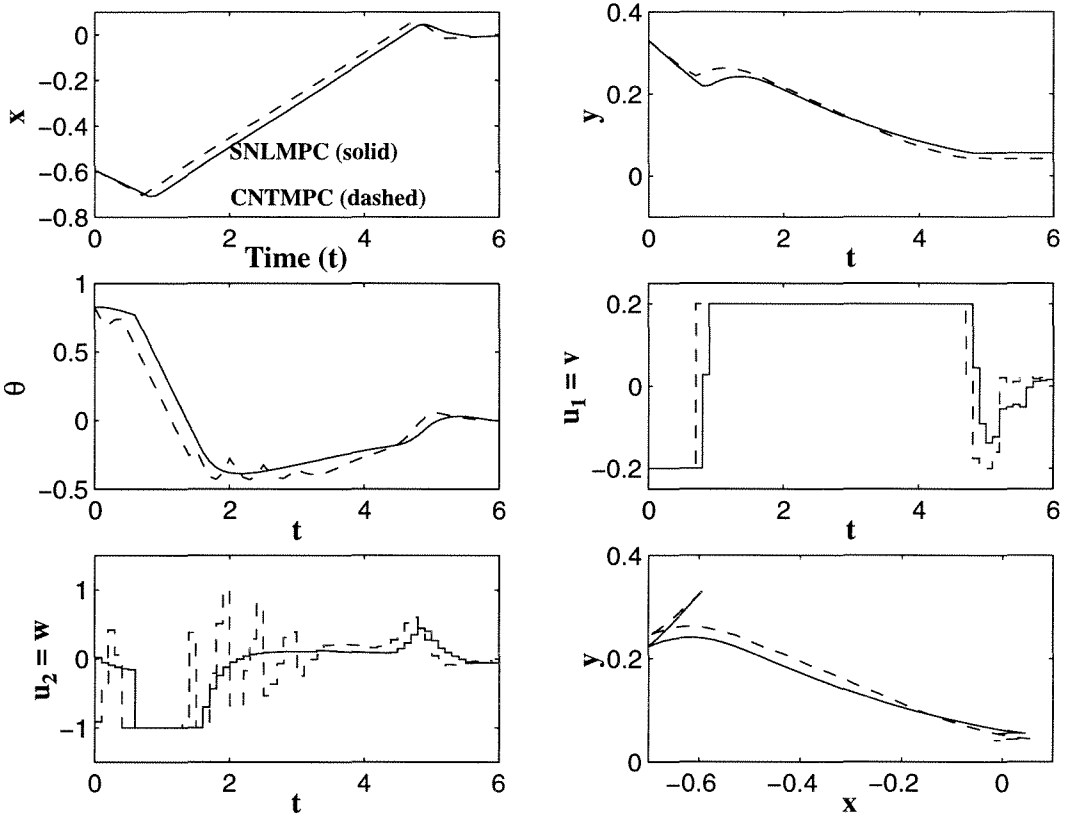 0
−0.2
−0.4
−0.6
−0.8
x
SNLMPC (solid)
CNTMPC (dashed)
0 2 4 6
Time (t)
0.4
0.2
0
y
0 2 4 6
t
1
0.5
0
−0.5
θ
0 2 4 6
t
0.2
0
−0.2
u₁ = v
0 2 4 6
t
1
0
−1
u₂ = w
0 2 4 6
t
0.4
0.2
0
y
−0.6 −0.4 −0.2 0
x